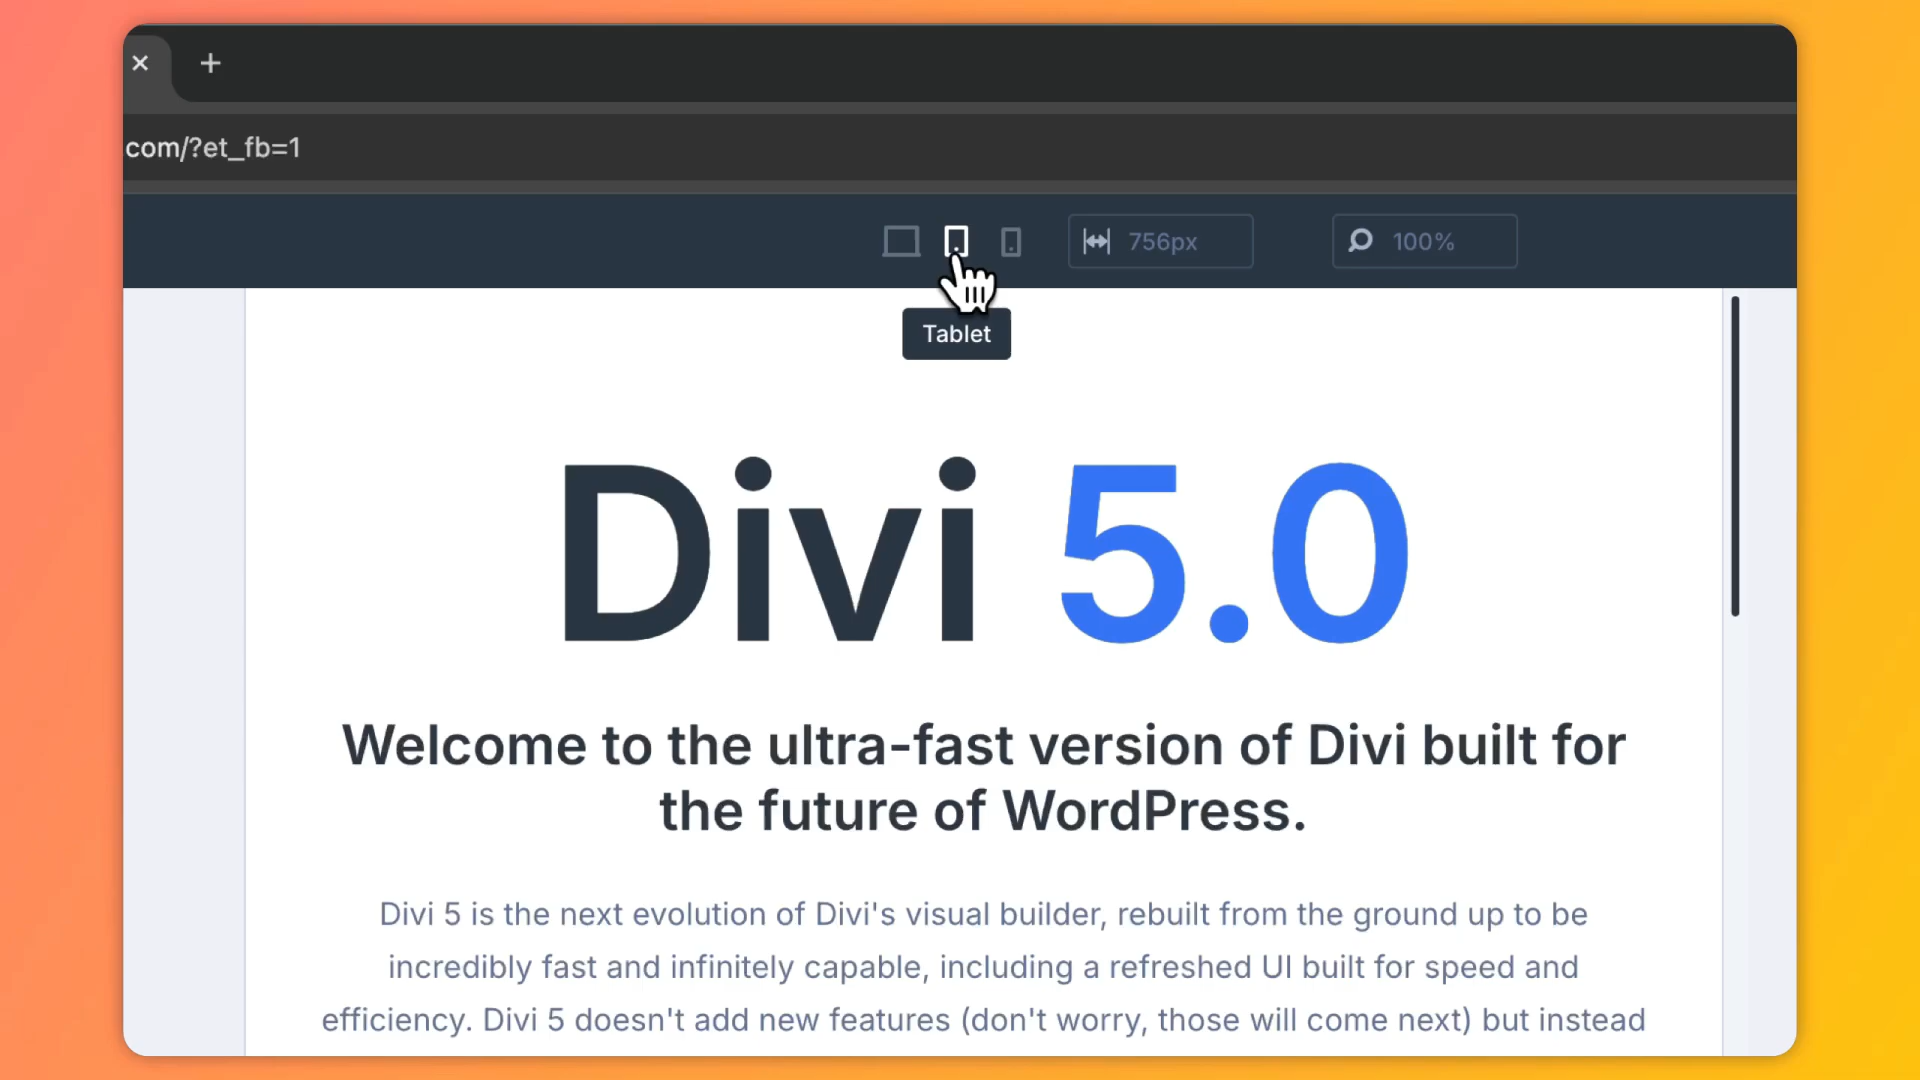 com/?et_fb=1
756px
100%
Tablet
Divi 5.0
Welcome to the ultra-fast version of Divi built for
the future of WordPress.
Divi 5 is the next evolution of Divi's visual builder, rebuilt from the ground up to be
incredibly fast and infinitely capable, including a refreshed UI built for speed and
efficiency. Divi 5 doesn't add new features (don't worry, those will come next) but instead